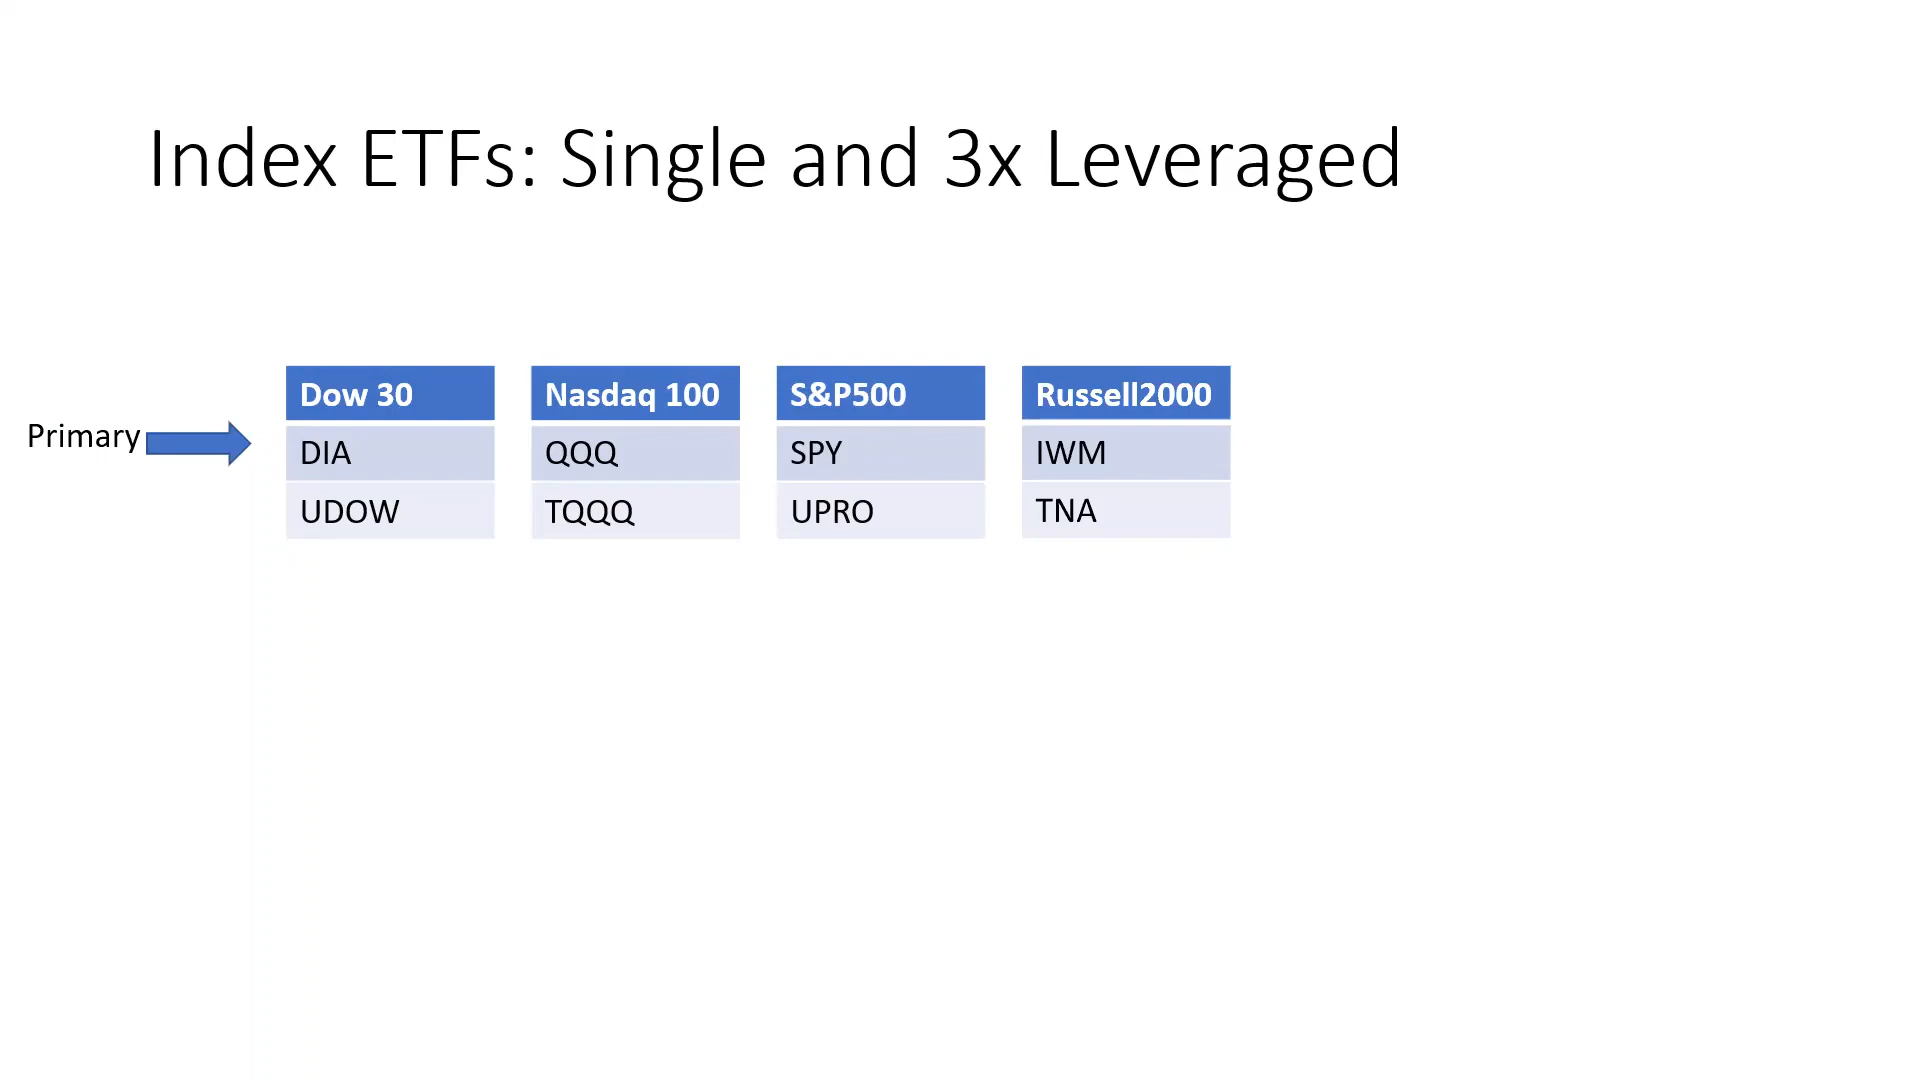 Index ETFs: Single and 3x Leveraged
Dow 30 Nasdaq 100 S&P500 Russell2000
Primary
DIA QQQ SPY IWM
UDOW TQQQ UPRO TNA